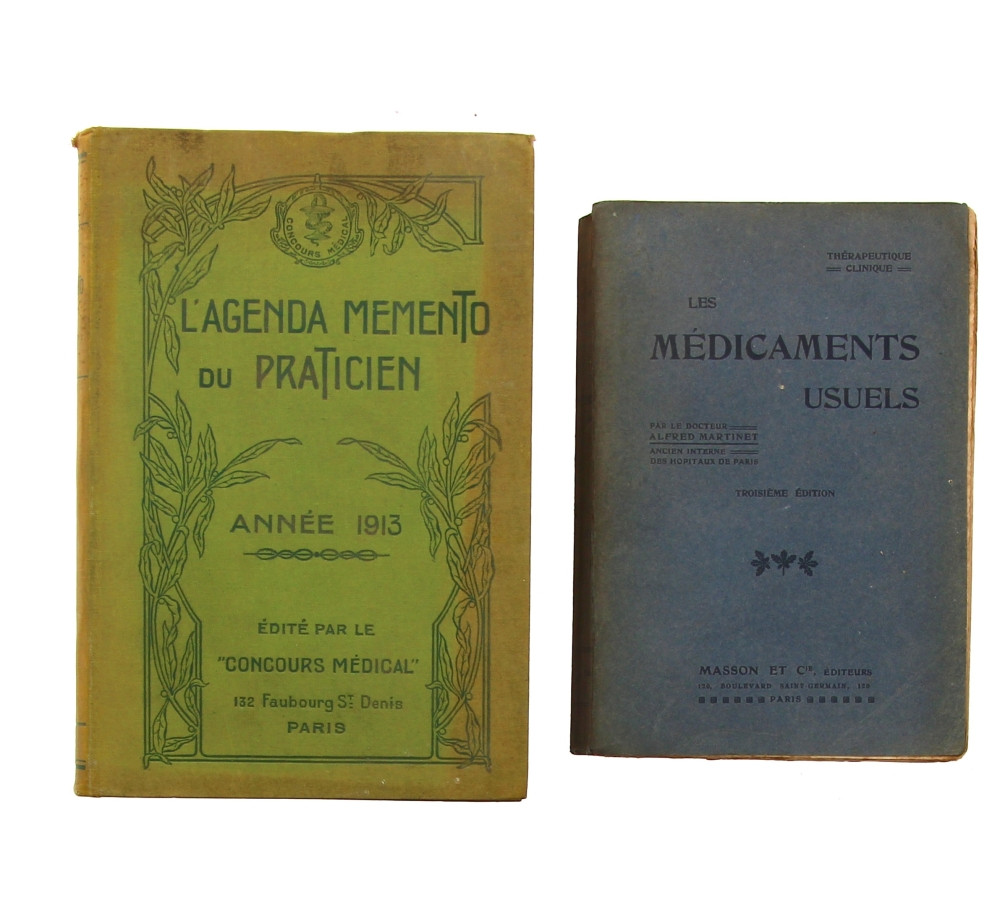 CONCOURS MÉDICAL
L'AGENDA MEMENTO
DU PRATICIEN
ANNÉE 1913
ÉDITÉ PAR LE
"CONCOURS MÉDICAL"
132 Faubourg St Denis
PARIS
THÉRAPEUTIQUE
CLINIQUE
LES
MÉDICAMENTS
USUELS
PAR LE DOCTEUR
ALFRED MARTINET
ANCIEN INTERNE
DES HOPITAUX DE PARIS
TROISIÈME ÉDITION
MASSON ET Cie, ÉDITEURS
BOULEVARD SAINT-GERMAIN,
PARIS